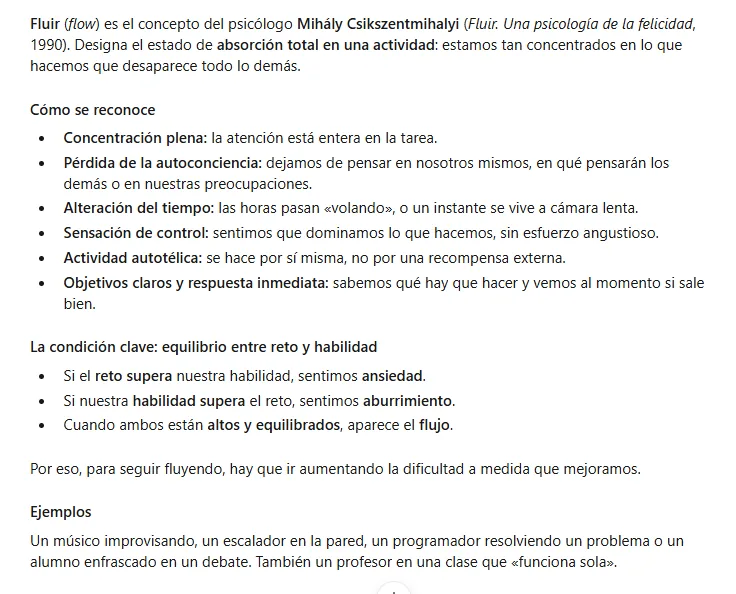 Fluir (flow) es el concepto del psicólogo Mihály Csikszentmihalyi (Fluir. Una psicología de la felicidad,
1990). Designa el estado de absorción total en una actividad: estamos tan concentrados en lo que
hacemos que desaparece todo lo demás.
Cómo se reconoce
• Concentración plena: la atención está entera en la tarea.
• Pérdida de la autoconciencia: dejamos de pensar en nosotros mismos, en qué pensarán los
demás o en nuestras preocupaciones.
• Alteración del tiempo: las horas pasan «volando», o un instante se vive a cámara lenta.
• Sensación de control: sentimos que dominamos lo que hacemos, sin esfuerzo angustioso.
• Actividad autotélica: se hace por sí misma, no por una recompensa externa.
• Objetivos claros y respuesta inmediata: sabemos qué hay que hacer y vemos al momento si sale
bien.
La condición clave: equilibrio entre reto y habilidad
• Si el reto supera nuestra habilidad, sentimos ansiedad.
• Si nuestra habilidad supera el reto, sentimos aburrimiento.
• Cuando ambos están altos y equilibrados, aparece el flujo.
Por eso, para seguir fluyendo, hay que ir aumentando la dificultad a medida que mejoramos.
Ejemplos
Un músico improvisando, un escalador en la pared, un programador resolviendo un problema o un
alumno enfrascado en un debate. También un profesor en una clase que «funciona sola».